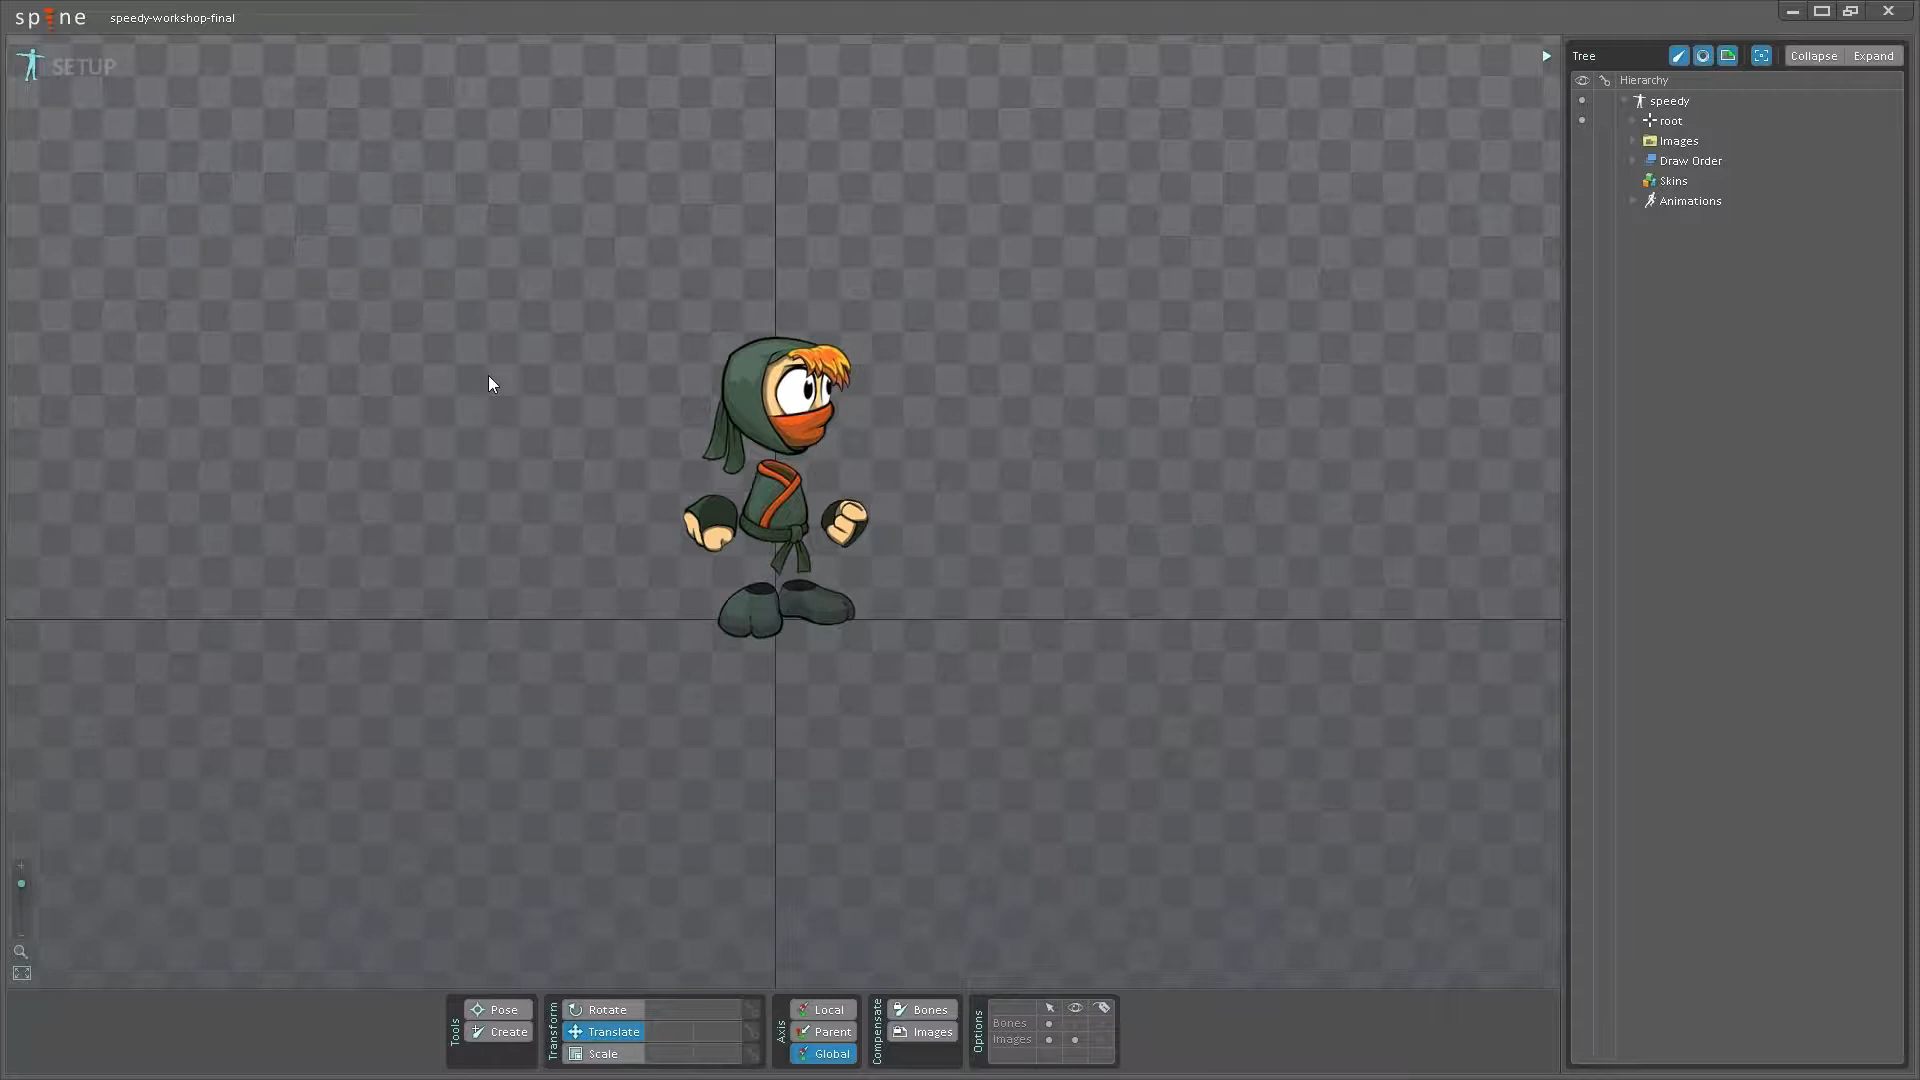 spine speedy-workshop-final
SETUP
Tree Collapse Expand
Hierarchy
speedy
root
Images
Draw Order
Skins
Animations
Tools
Pose
Create
Transform
Rotate
Translate
Scale
Axis
Local
Parent
Global
Compensate
Bones
Images
Options
Bones
Images